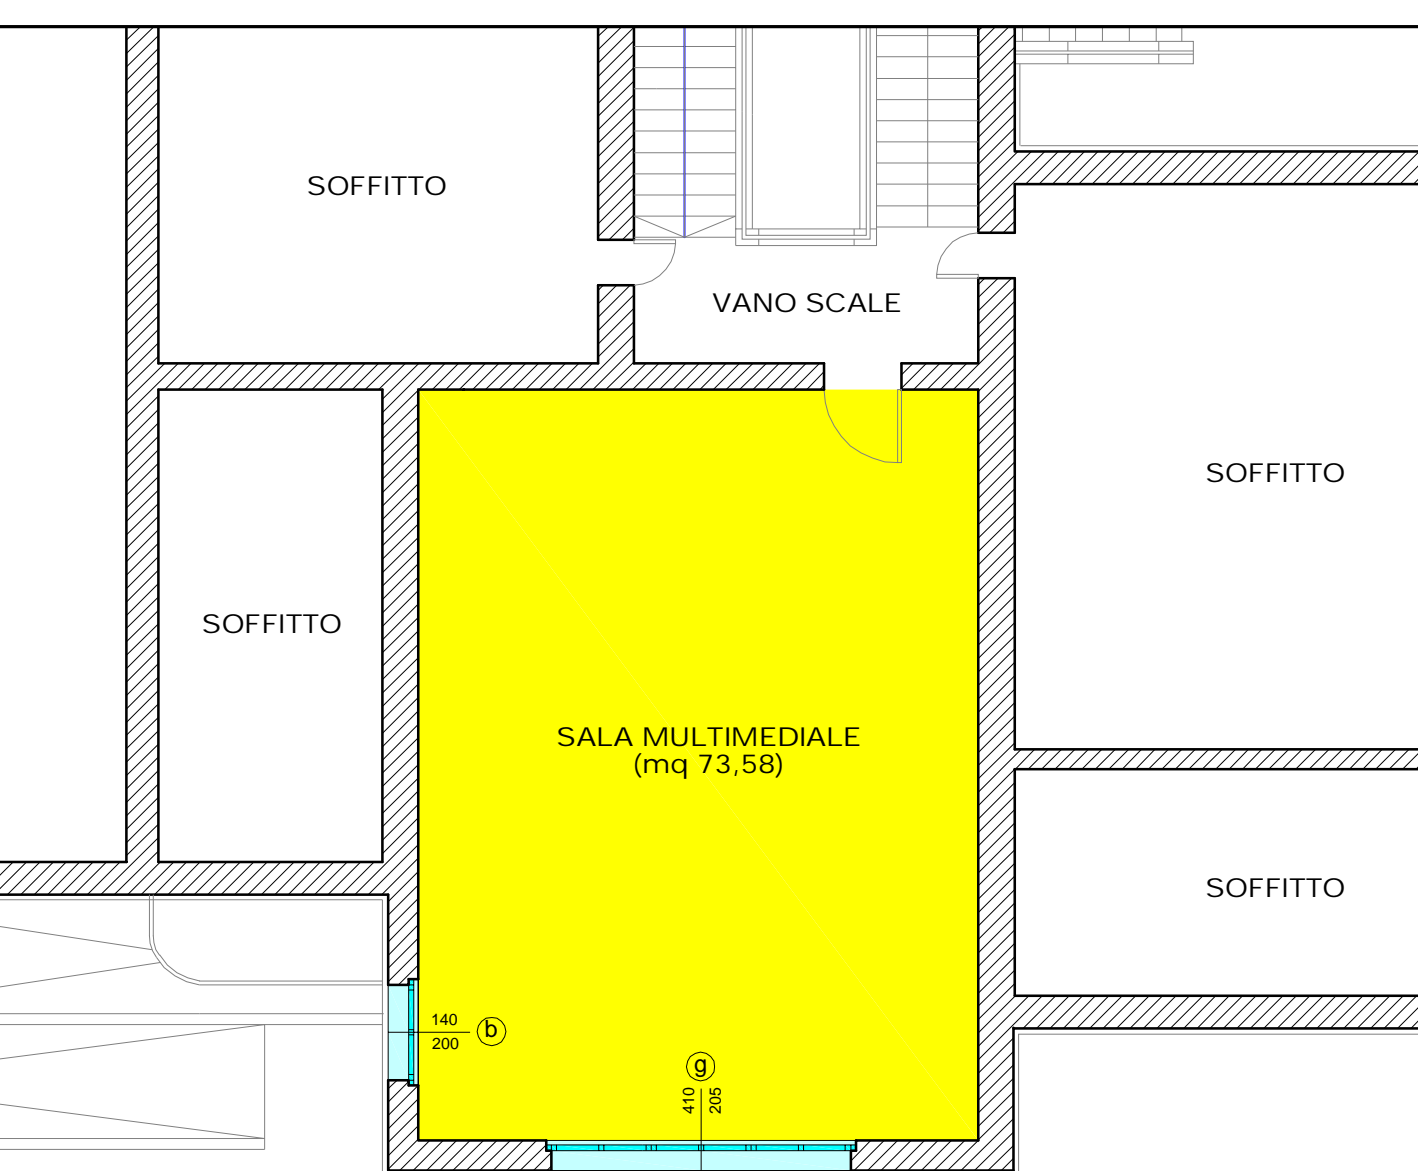 SOFFITTO
VANO SCALE
SOFFITTO
SOFFITTO
SALA MULTIMEDIALE
(mq 73,58)
SOFFITTO
140
200
b
g
410
205